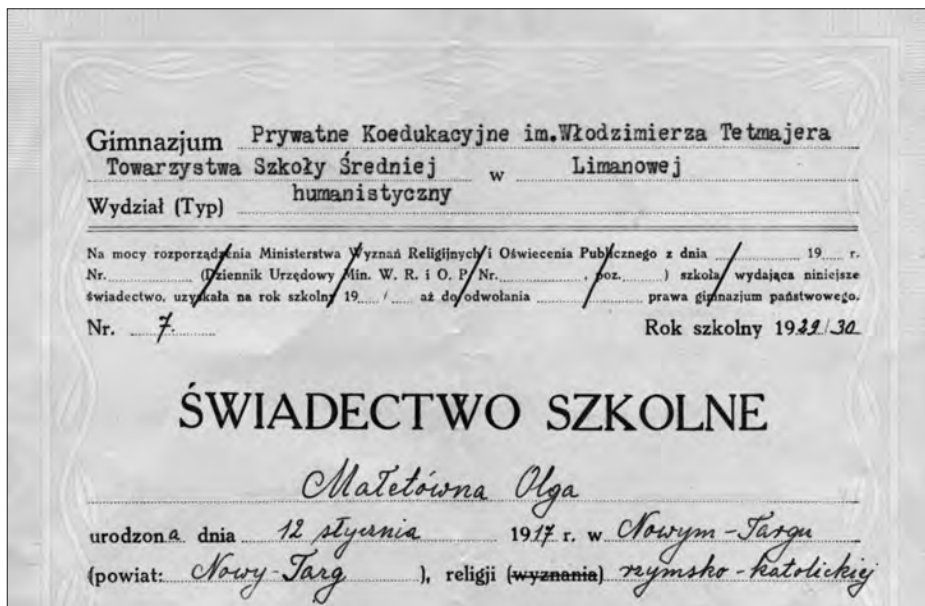 Gimnazjum Prywatne Koedukacyjne im.Włodzimierza Tetmajera
Towarzystwa Szkoły Średniej w Limanowej
Wydział (Typ) humanistyczny
Na mocy rozporządzenia Ministerstwa Wyznań Religijnych i Oświecenia Publicznego z dnia 19 r.
Nr. (Dziennik Urzędowy Min. W. R. i O. P. Nr. , poz. ) szkoła wydająca niniejsze
świadectwo, uzyskała na rok szkolny 19 / aż do odwołania prawa gimnazjum państwowego.
Nr. 7. Rok szkolny 1929/30
ŚWIADECTWO SZKOLNE
Małetówna Olga
urodzona dnia 12 stycznia 1917 r. w Nowym-Targu
(powiat: Nowy-Targ ), religji (wyznania) rzymsko-katolickiej